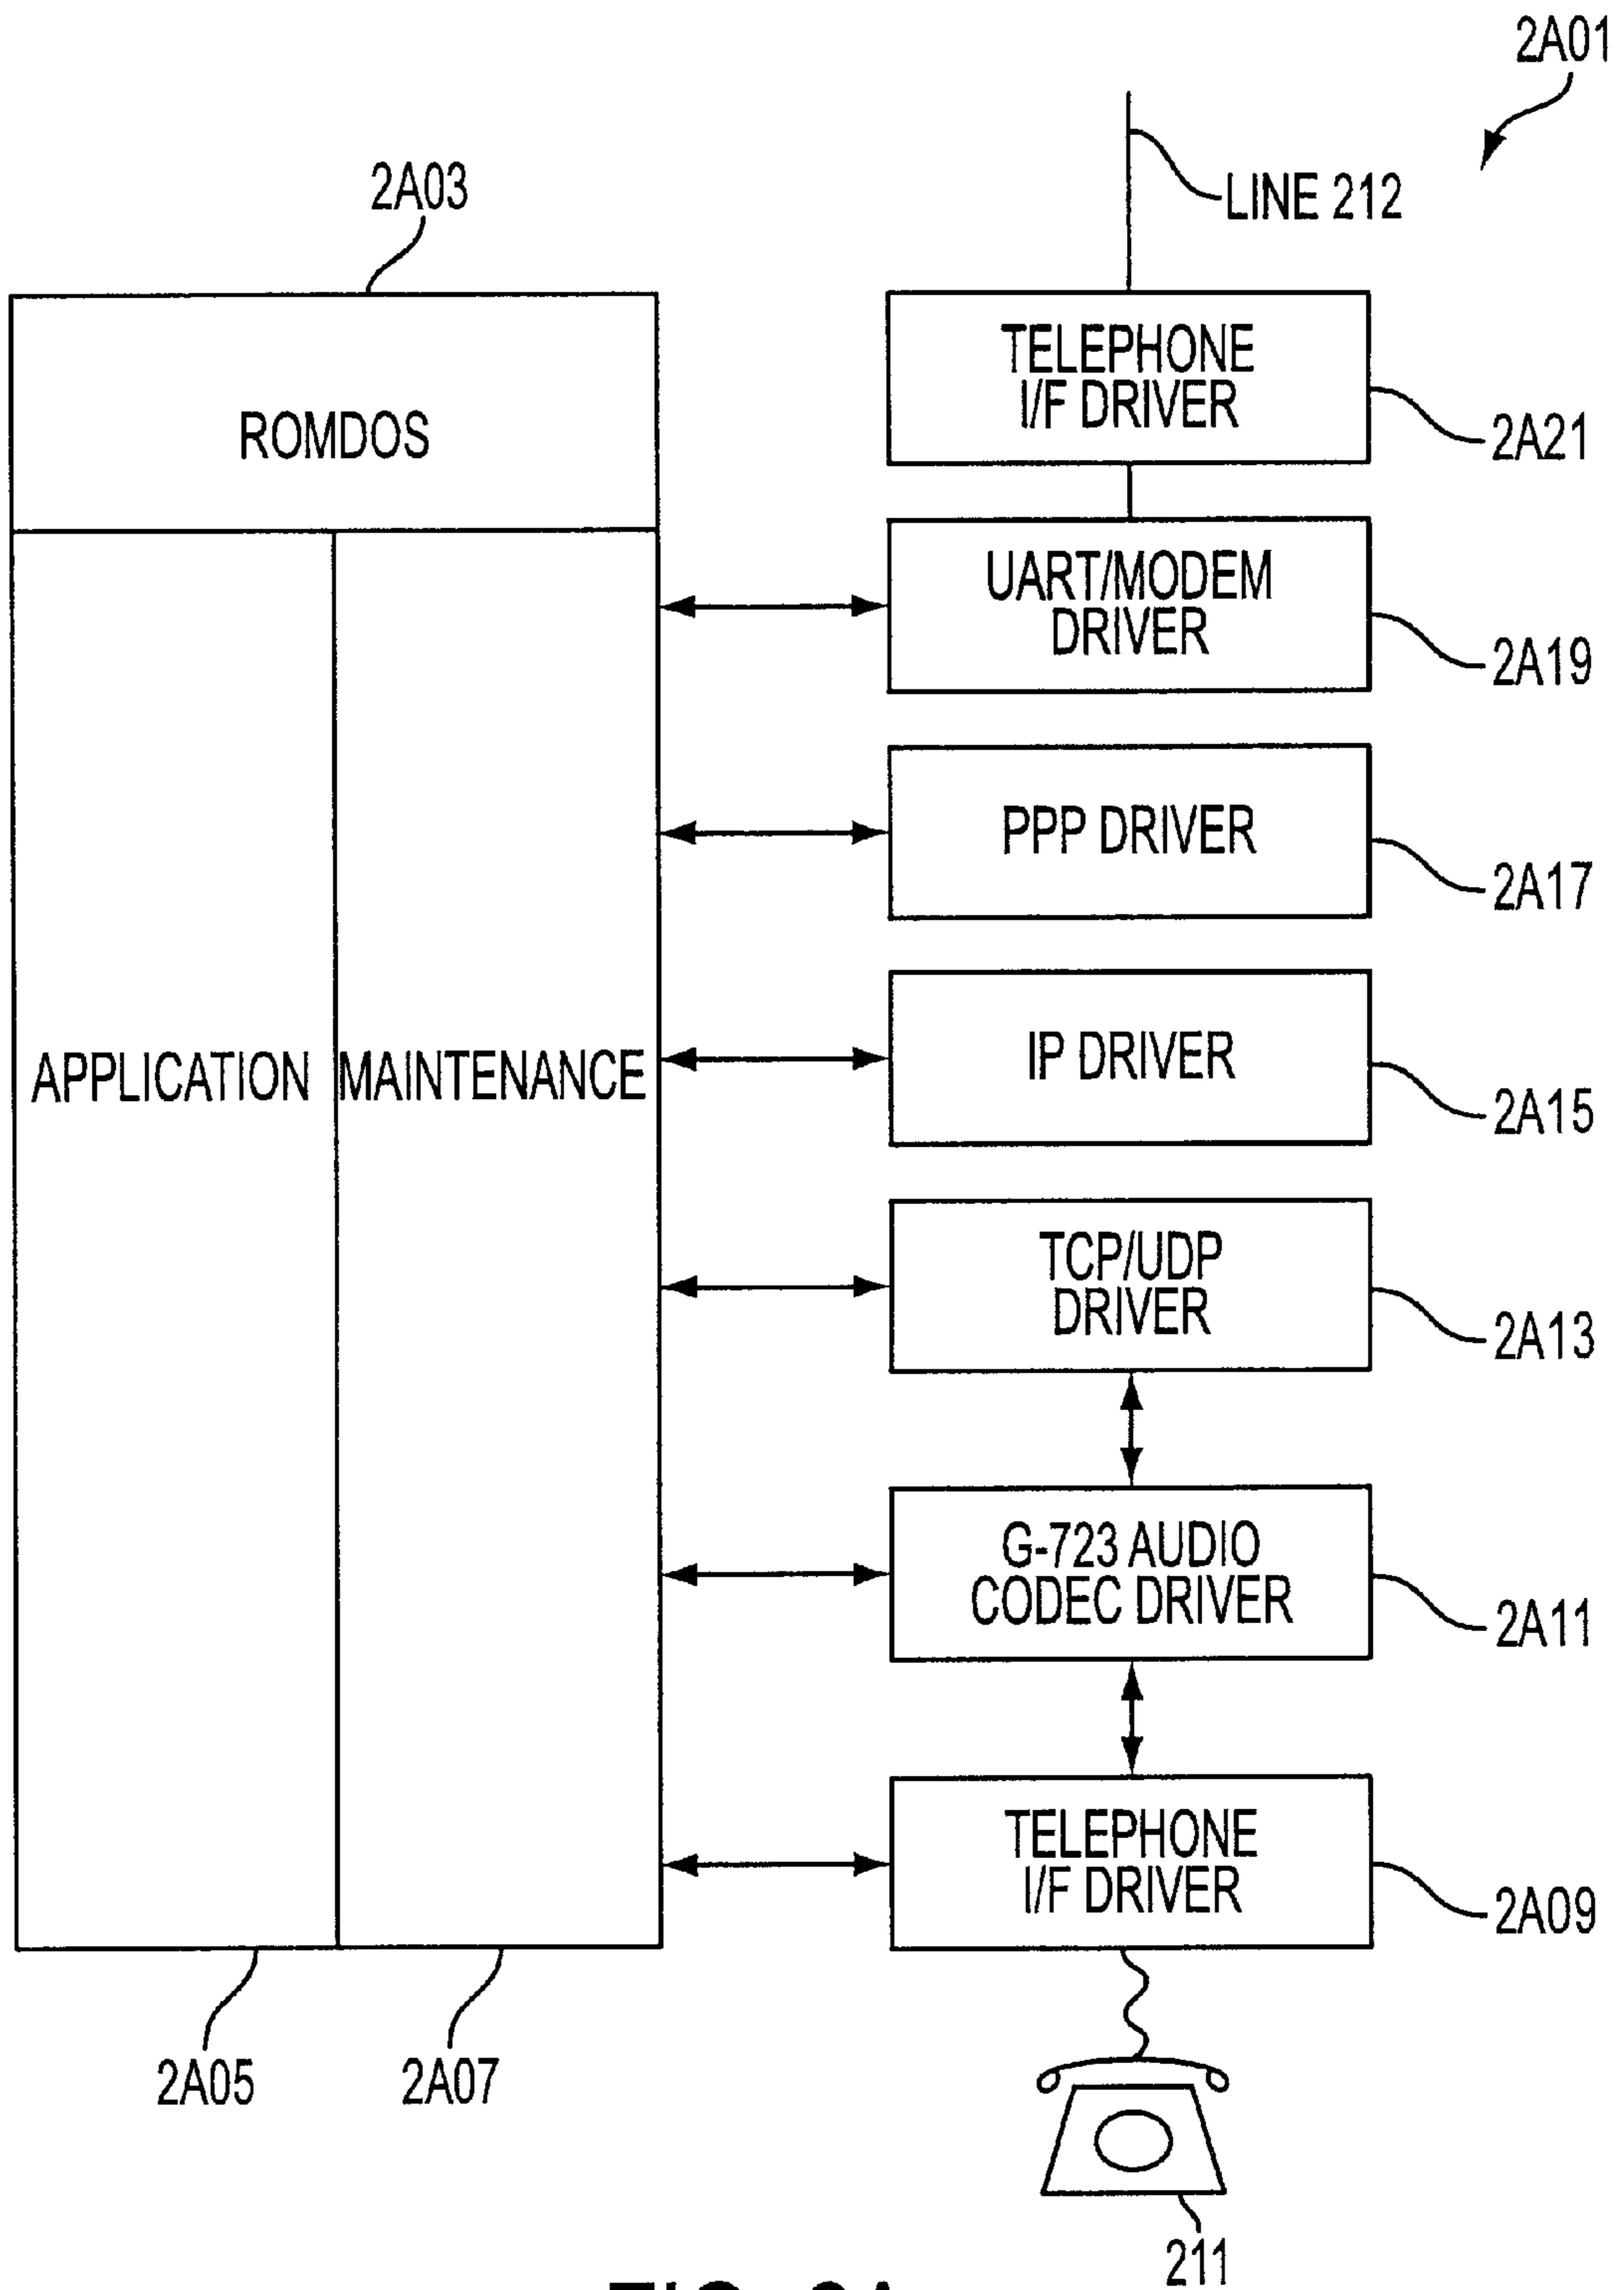 2A01
LINE 212
2A03
TELEPHONE
I/F DRIVER
2A21
ROMDOS
UART/MODEM
DRIVER
2A19
PPP DRIVER
2A17
APPLICATION
MAINTENANCE
IP DRIVER
2A15
TCP/UDP
DRIVER
2A13
G-723 AUDIO
CODEC DRIVER
2A11
TELEPHONE
I/F DRIVER
2A09
2A05
2A07
211